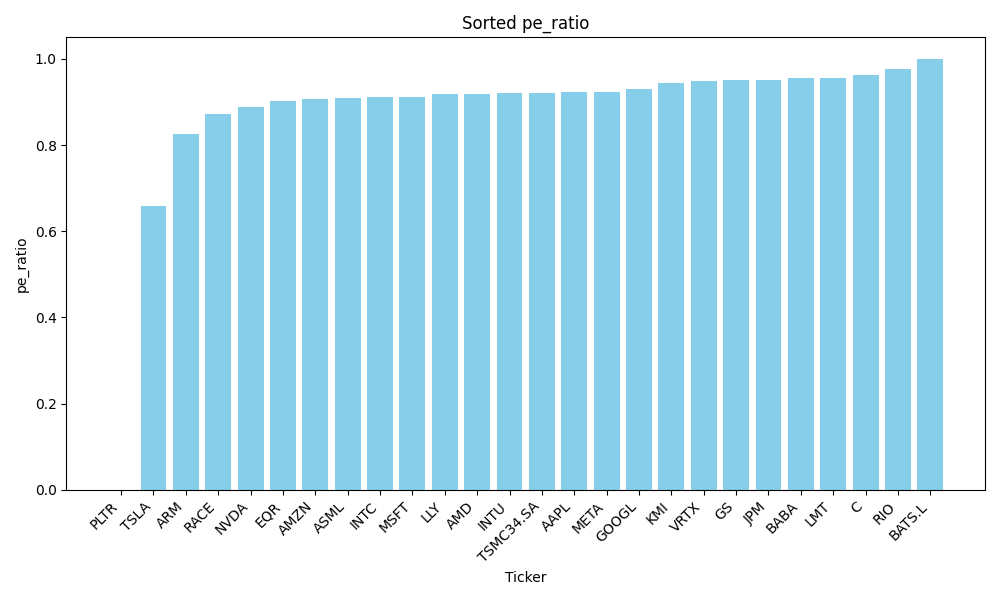 Sorted pe_ratio
pe_ratio
1.0
0.8
0.6
0.4
0.2
0.0
PLTR
TSLA
ARM
RACE
NVDA
EQR
AMZN
ASML
INTC
MSFT
LLY
AMD
INTU
TSMC34.SA
AAPL
META
GOOGL
KMI
VRTX
GS
JPM
BABA
LMT
C
RIO
BATS.L
Ticker